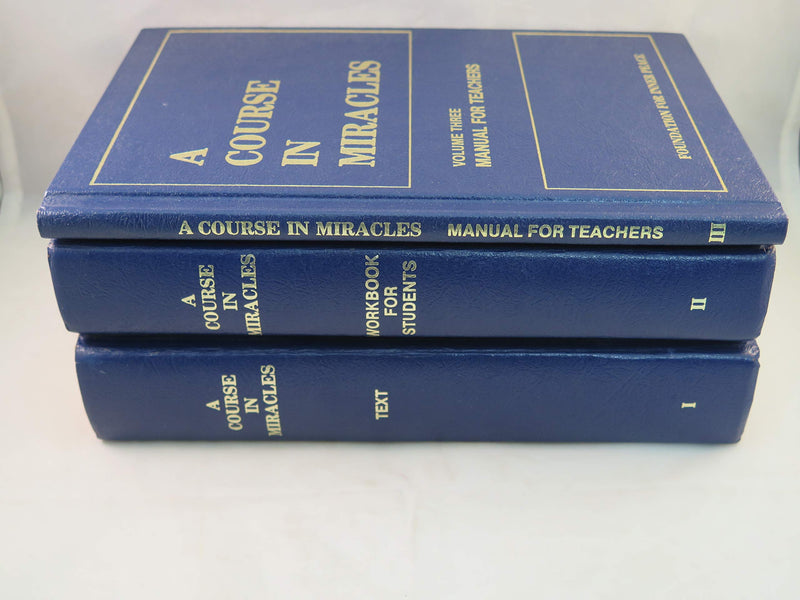 A
COURSE
IN
MIRACLES
VOLUME THREE
MANUAL FOR TEACHERS
FOUNDATION FOR INNER PEACE
A COURSE IN MIRACLES MANUAL FOR TEACHERS III
A
COURSE
IN
MIRACLES
WORKBOOK
FOR
STUDENTS
II
A
COURSE
IN
MIRACLES
TEXT
I